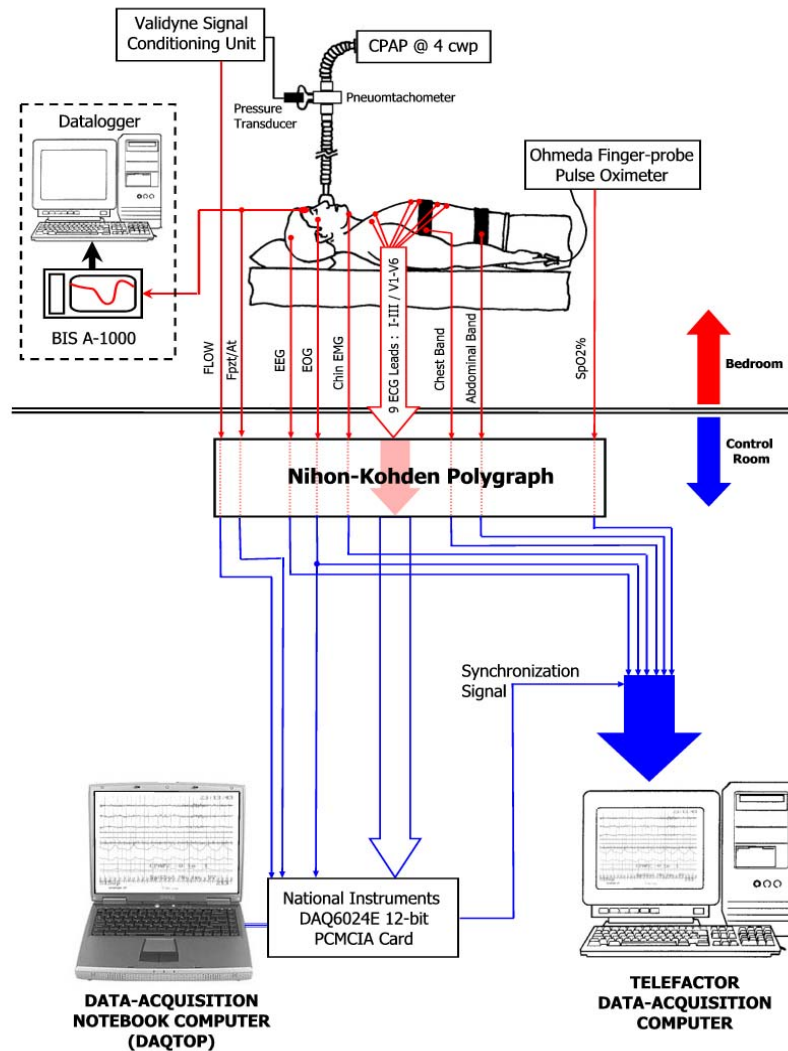 Validyne Signal
Conditioning Unit
CPAP @ 4 cwp
Pressure
Transducer
Pneuomtachometer
Datalogger
Ohmeda Finger-probe
Pulse Oximeter
BIS A-1000
FLOW
Fpzt/At
EEG
EOG
Chin EMG
9 ECG Leads : I-III / V1-V6
Chest Band
Abdominal Band
SpO2%
Bedroom
Control
Room
Nihon-Kohden Polygraph
Synchronization
Signal
National Instruments
DAQ6024E 12-bit
PCMCIA Card
DATA-ACQUISITION
NOTEBOOK COMPUTER
(DAQTOP)
TELEFACTOR
DATA-ACQUISITION
COMPUTER